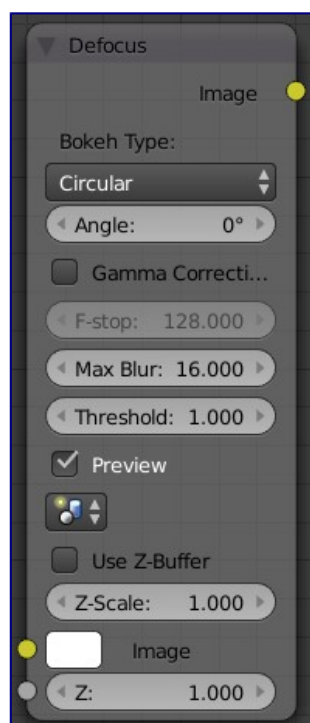 Defocus
Image
Bokeh Type:
Circular
Angle: 0°
Gamma Correcti...
F-stop: 128.000
Max Blur: 16.000
Threshold: 1.000
Preview
Use Z-Buffer
Z-Scale: 1.000
Image
Z: 1.000